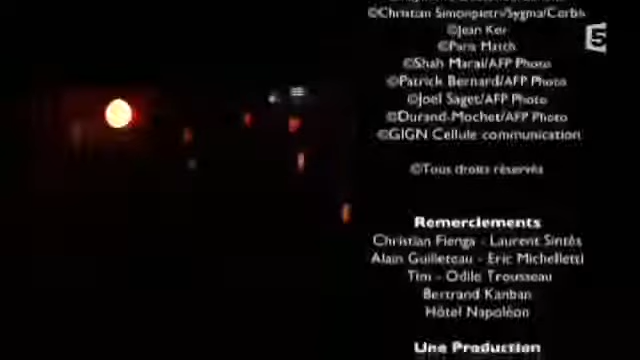 ©Christian Simonpietri/Sygma/Corbis
©Jean Ker
©Paris Match
5
©Shah Marai/AFP Photo
©Patrick Bernard/AFP Photo
©Joel Saget/AFP Photo
©Durand-Mochet/AFP Photo
©GIGN Cellule communication
©Tous droits réservés
Remerciements
Christian Fienga - Laurent Sintès
Alain Guilleteau - Eric Micheletti
Tim - Odile Trousseau
Bertrand Kanban
Hôtel Napoléon
Une Production